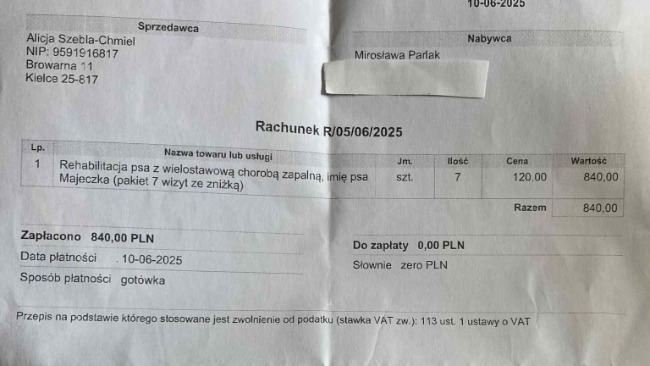 10-06-2025
Sprzedawca
Alicja Szebla-Chmiel
NIP: 9591916817
Browarna 11
Kielce 25-817
Nabywca
Mirosława Parlak
Rachunek R/05/06/2025
Lp. Nazwa towaru lub usługi Jm. Ilość Cena Wartość
1 Rehabilitacja psa z wielostawową chorobą zapalną, imię psa szt. 7 120.00 840,00
Majeczka (pakiet 7 wizyt ze zniżką)
Razem 840,00
Zapłacono 840,00 PLN
Data płatności 10-06-2025
Sposób płatności gotówka
Do zapłaty 0,00 PLN
Słownie zero PLN
Przepis na podstawie którego stosowane jest zwolnienie od podatku (stawka VAT zw.): 113 ust. 1 ustawy o VAT